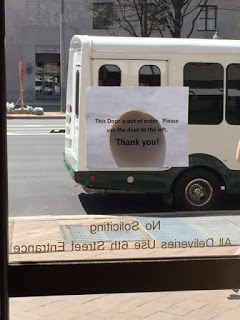 This Door is out of order. Please
use the door to the left.
Thank you!
No Soliciting
All Deliveries Use 6th Street Entrance